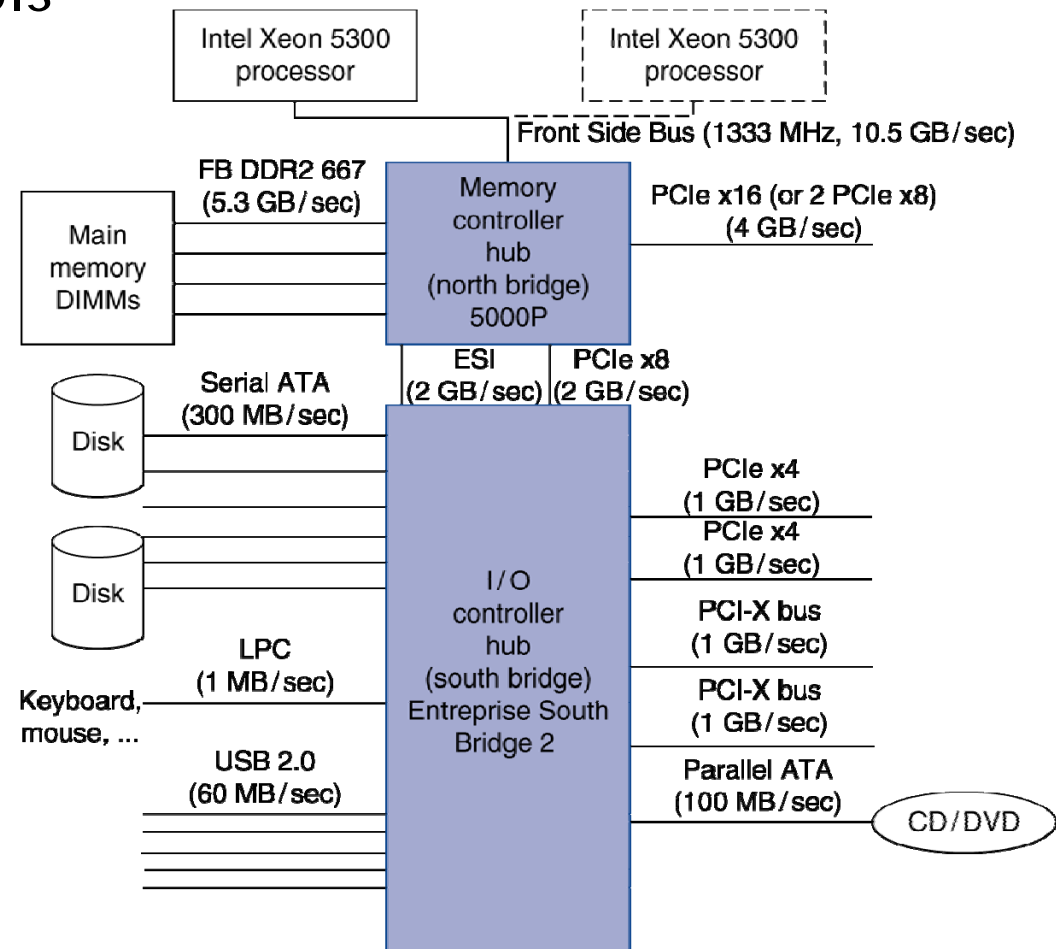 Intel Xeon 5300
processor
Intel Xeon 5300
processor
Front Side Bus (1333 MHz, 10.5 GB/sec)
FB DDR2 667
(5.3 GB/sec)
Main
memory
DIMMs
Memory
controller
hub
(north bridge)
5000P
PCIe x16 (or 2 PCIe x8)
(4 GB/sec)
ESI
(2 GB/sec)
PCIe x8
(2 GB/sec)
Serial ATA
(300 MB/sec)
Disk
Disk
LPC
(1 MB/sec)
Keyboard,
mouse, ...
USB 2.0
(60 MB/sec)
I/O
controller
hub
(south bridge)
Entreprise South
Bridge 2
PCIe x4
(1 GB/sec)
PCIe x4
(1 GB/sec)
PCI-X bus
(1 GB/sec)
PCI-X bus
(1 GB/sec)
Parallel ATA
(100 MB/sec)
CD/DVD